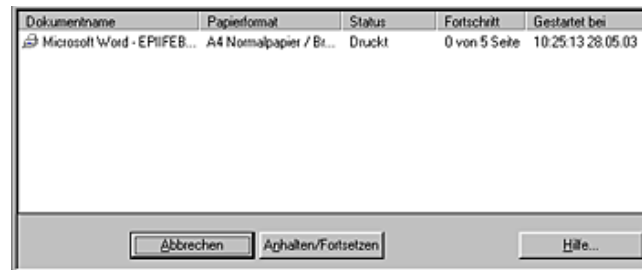 Dokumentname Papierformat Status Fortschritt Gestartet bei
Microsoft Word - EPIIFEB... A4 Normalpapier / Br... Druckt 0 von 5 Seite 10:25:13 28.05.03
Abbrechen Anhalten/Fortsetzen Hilfe...